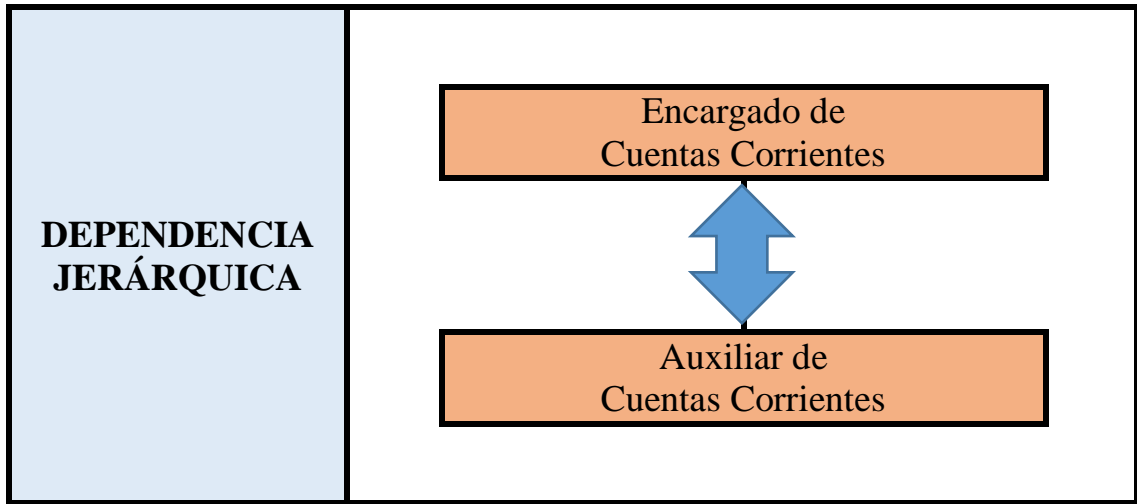 DEPENDENCIA
JERÁRQUICA
Encargado de
Cuentas Corrientes
Auxiliar de
Cuentas Corrientes